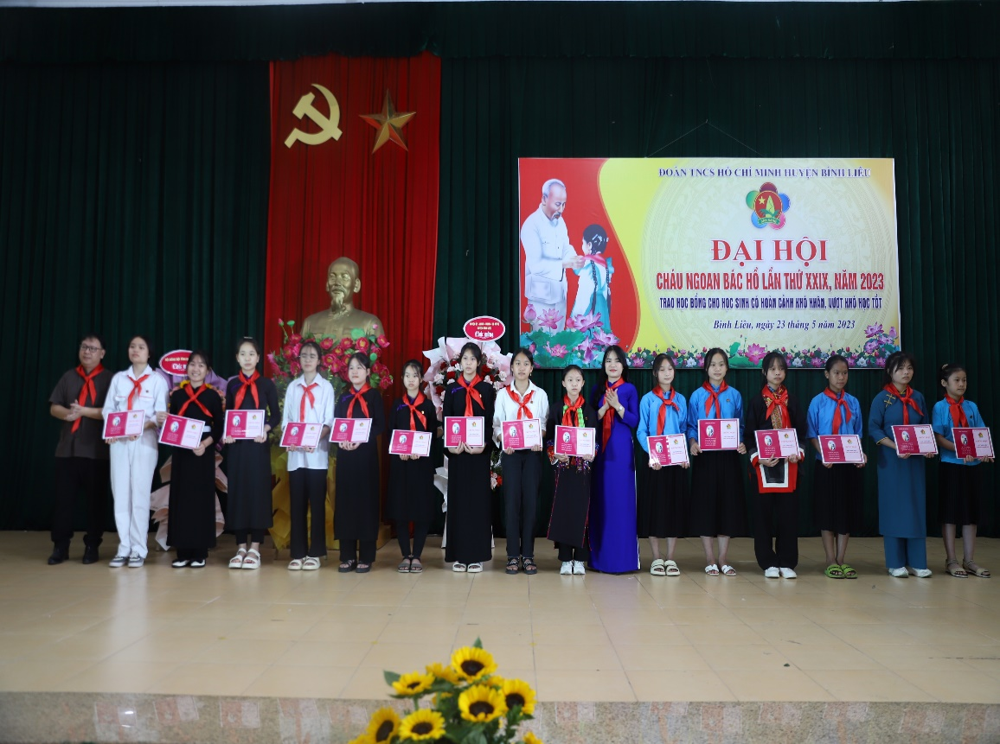 ĐOÀN TNCS HỒ CHÍ MINH HUYỆN BÌNH LIÊU
ĐẠI HỘI
CHÁU NGOAN BÁC HỒ LẦN THỨ XXIX, NĂM 2023
TRAO HỌC BỔNG CHO HỌC SINH CÓ HOÀN CẢNH KHÓ KHĂN, VƯỢT KHÓ HỌC TỐT
Bình Liêu, ngày 23 tháng 5 năm 2023
Chúc mừng